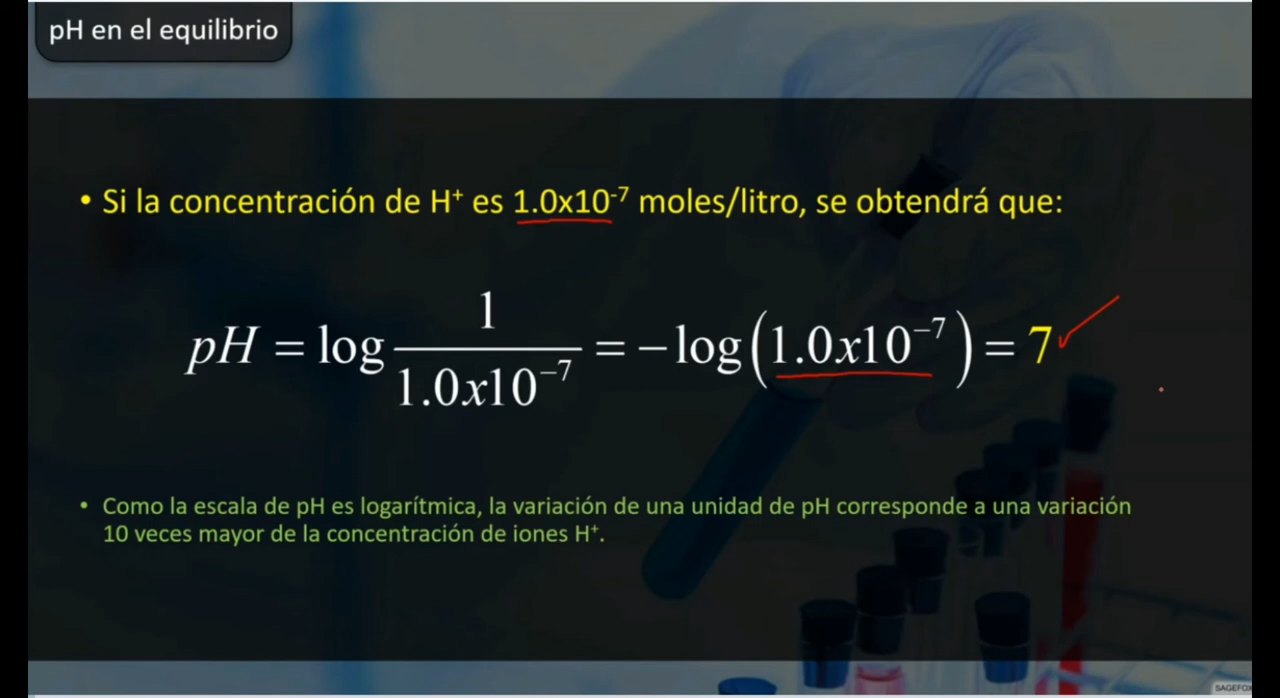 pH en el equilibrio
• Si la concentración de H⁺ es 1.0x10⁻⁷ moles/litro, se obtendrá que:
pH = log 1/1.0x10⁻⁷ = −log(1.0x10⁻⁷) = 7
• Como la escala de pH es logarítmica, la variación de una unidad de pH corresponde a una variación
10 veces mayor de la concentración de iones H⁺.
SAGEFOX